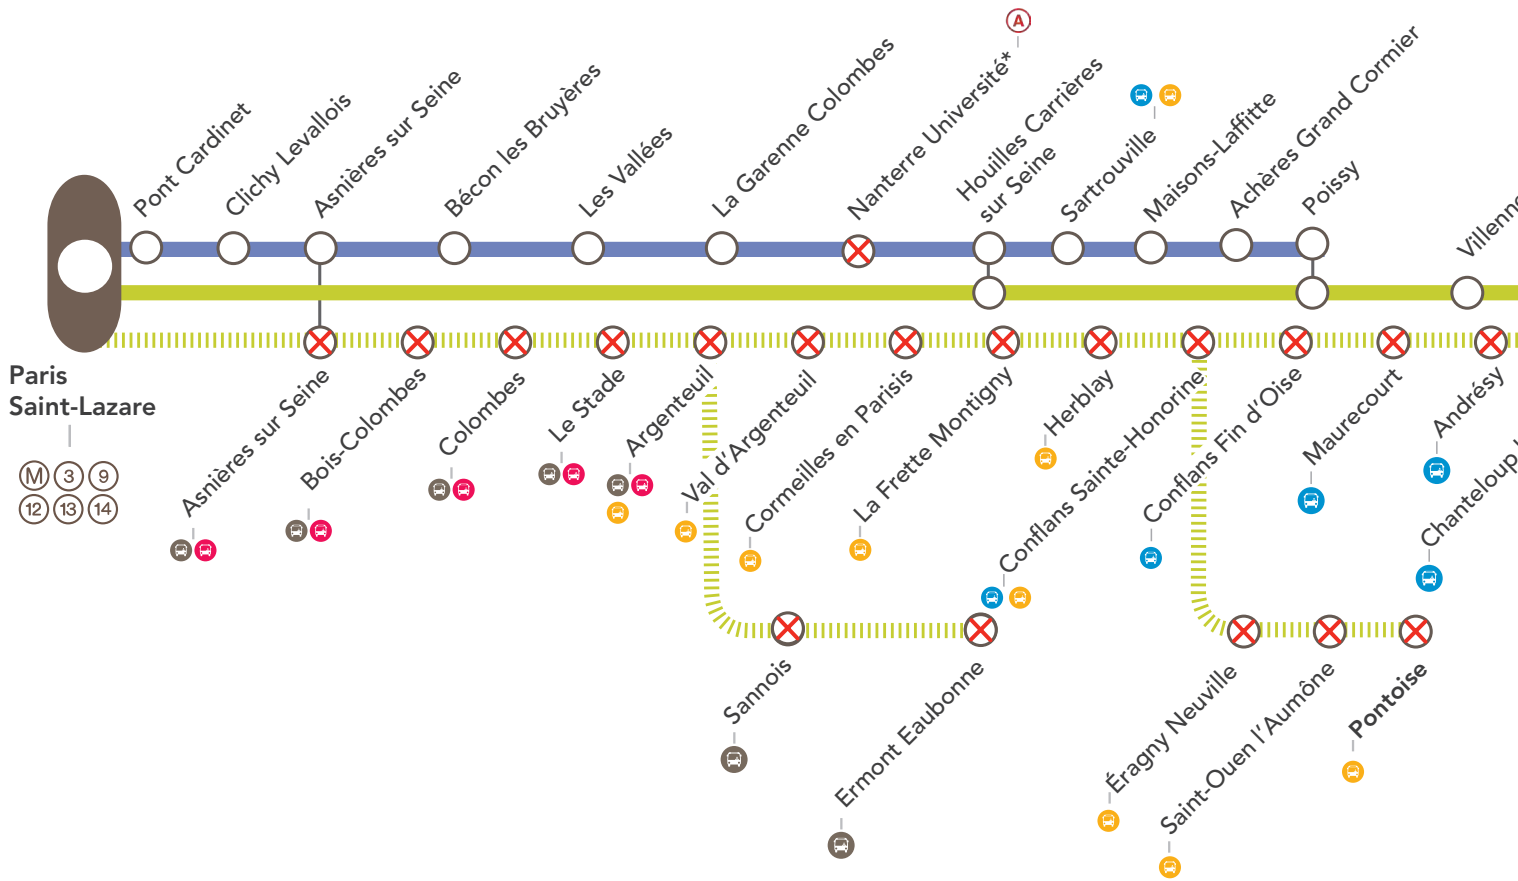 A
Pont Cardinet
Clichy Levallois
Asnières sur Seine
Bécon les Bruyères
Les Vallées
La Garenne Colombes
Nanterre Université*
Houilles Carrières
sur Seine
Sartrouville
Maisons-Laffitte
Achères Grand Cormier
Poissy
Villenne
Paris
Saint-Lazare
M 3 9
12 13 14
Asnières sur Seine
Bois-Colombes
Colombes
Le Stade
Argenteuil
Val d'Argenteuil
Cormeilles en Parisis
La Frette Montigny
Herblay
Conflans Sainte-Honorine
Conflans Fin d'Oise
Maurecourt
Andrésy
Chanteloup
Sannois
Ermont Eaubonne
Éragny Neuville
Saint-Ouen l'Aumône
Pontoise